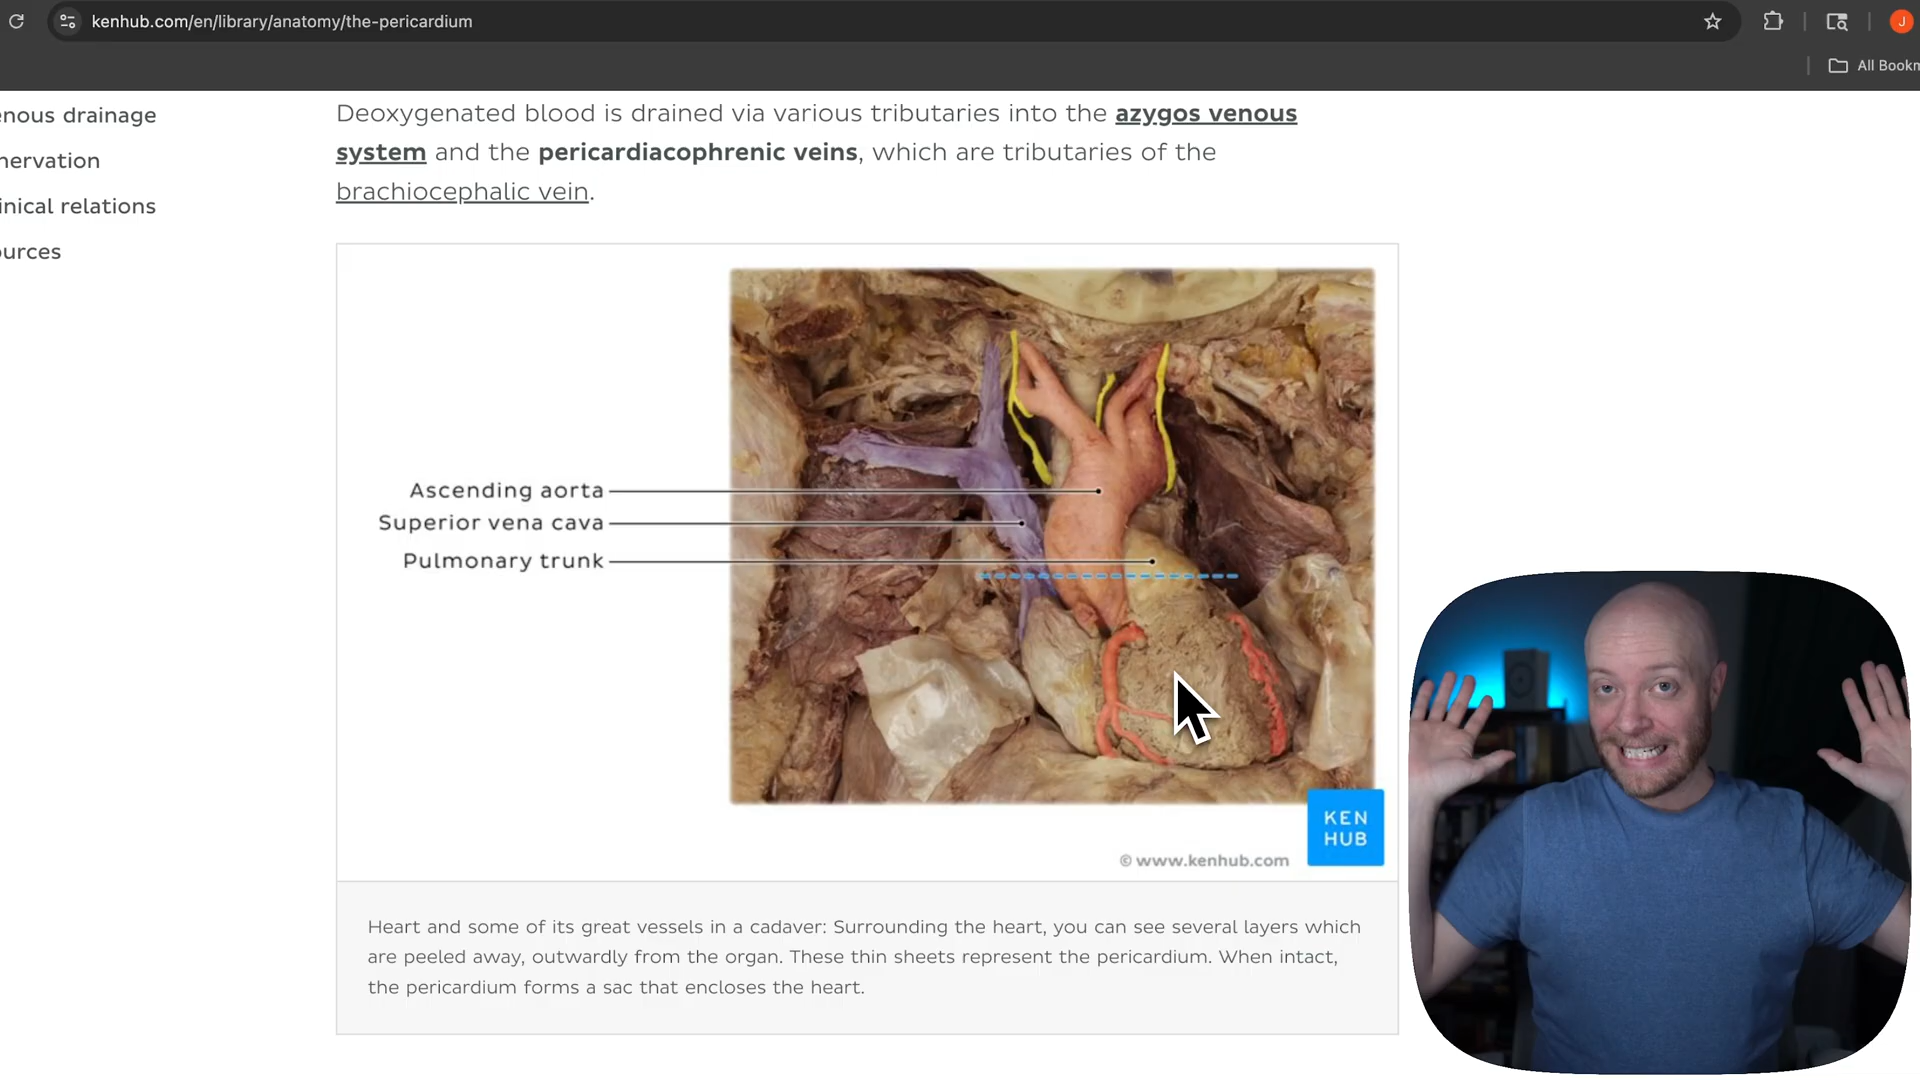 kenhub.com/en/library/anatomy/the-pericardium
J
All Bookm
enous drainage
nervation
inical relations
ources
Deoxygenated blood is drained via various tributaries into the azygos venous
system and the pericardiacophrenic veins, which are tributaries of the
brachiocephalic vein.
Ascending aorta
Superior vena cava
Pulmonary trunk
KEN
HUB
© www.kenhub.com
Heart and some of its great vessels in a cadaver: Surrounding the heart, you can see several layers which
are peeled away, outwardly from the organ. These thin sheets represent the pericardium. When intact,
the pericardium forms a sac that encloses the heart.